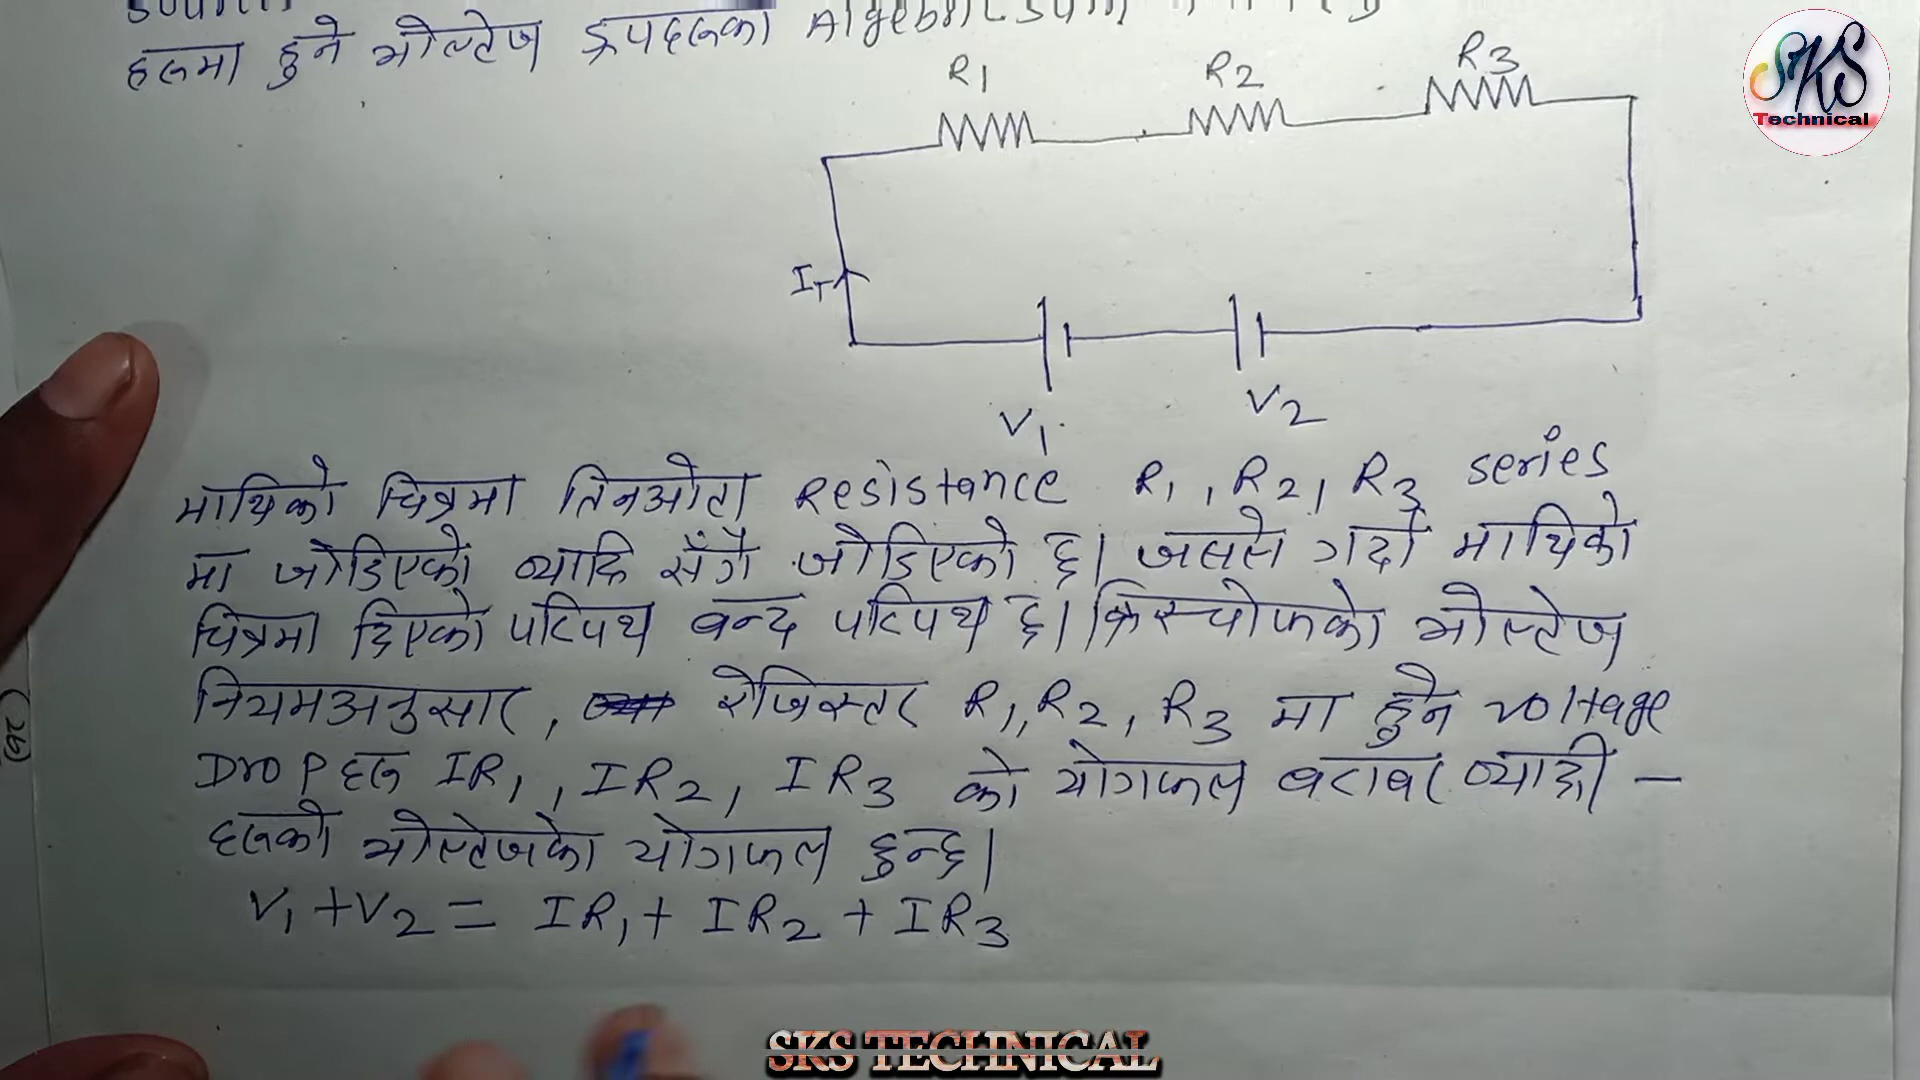 हरुमा हुने भोल्टेज ड्रपहरुको Algebric Sum
R1
R2
R3
SKS
Technical
IT
V1
V2
माथिको चित्रमा तिनओटा Resistance R1, R2, R3 series
मा जोडिएको ब्याट्रि सँगै जोडिएको छ। जसले गर्दा माथिको
चित्रमा दिएको परिपथ बन्द परिपथ छ। क्रिस्चोफको भोल्टेज
नियमअनुसार, रेजिस्टर R1, R2, R3 मा हुने voltage
Drop हरु IR1, IR2, IR3 को योगफल बराबर ब्याट्री -
हरुको भोल्टेजको योगफल हुन्छ।
V1 + V2 = IR1 + IR2 + IR3
SKS TECHNICAL